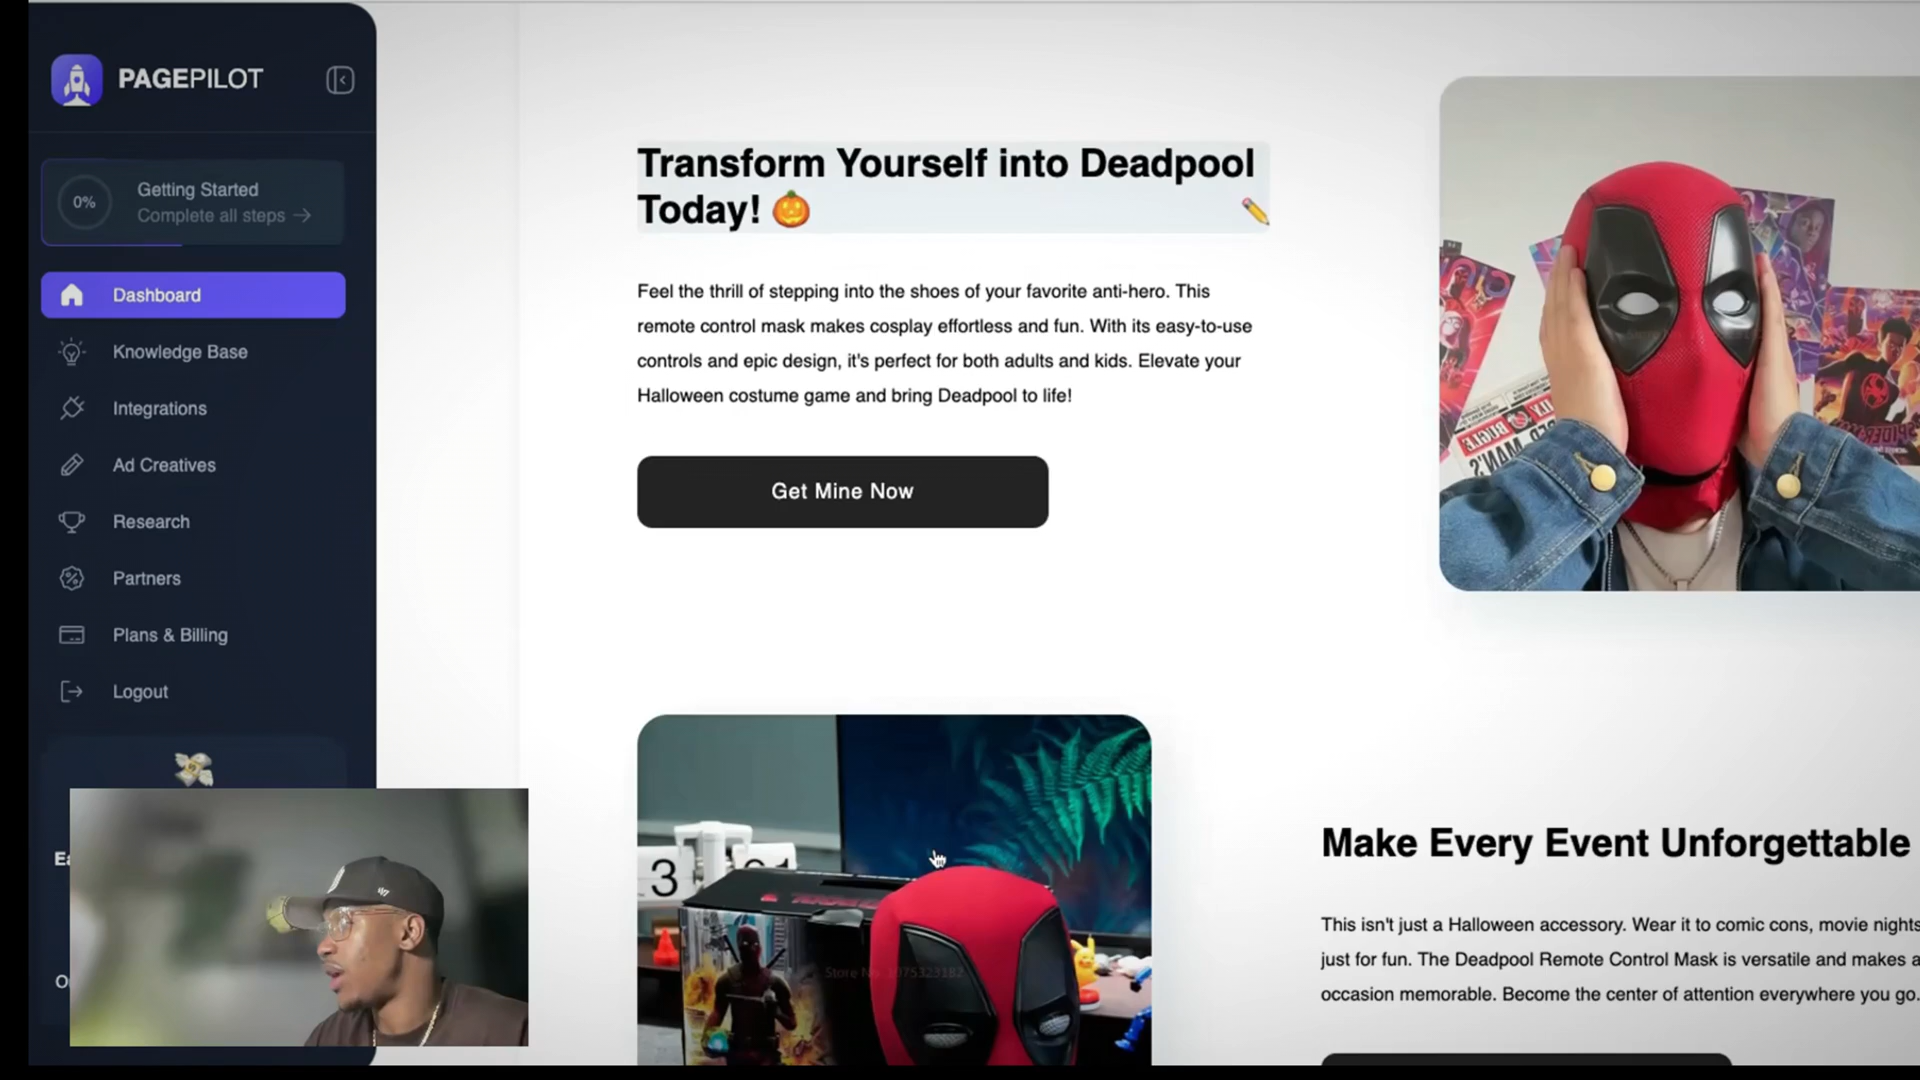 PAGEPILOT
0%
Getting Started
Complete all steps →
Dashboard
Knowledge Base
Integrations
Ad Creatives
Research
Partners
Plans & Billing
Logout
Transform Yourself into Deadpool
Today! 🎃
Feel the thrill of stepping into the shoes of your favorite anti-hero. This
remote control mask makes cosplay effortless and fun. With its easy-to-use
controls and epic design, it's perfect for both adults and kids. Elevate your
Halloween costume game and bring Deadpool to life!
Get Mine Now
3
Make Every Event Unforgettable
This isn't just a Halloween accessory. Wear it to comic cons, movie nights
just for fun. The Deadpool Remote Control Mask is versatile and makes a
occasion memorable. Become the center of attention everywhere you go.